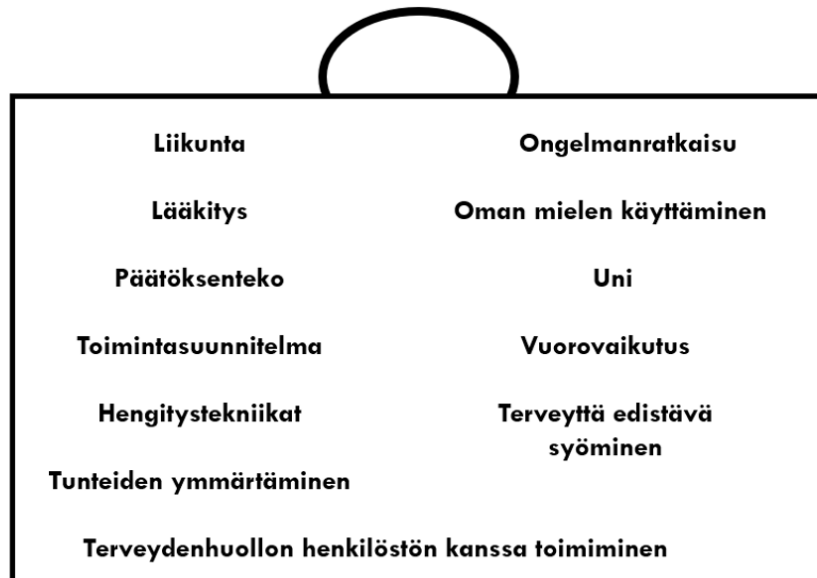 Liikunta
Ongelmanratkaisu
Lääkitys
Oman mielen käyttäminen
Päätöksenteko
Uni
Toimintasuunnitelma
Vuorovaikutus
Hengitystekniikat
Terveyttä edistävä
syöminen
Tunteiden ymmärtäminen
Terveydenhuollon henkilöstön kanssa toimiminen